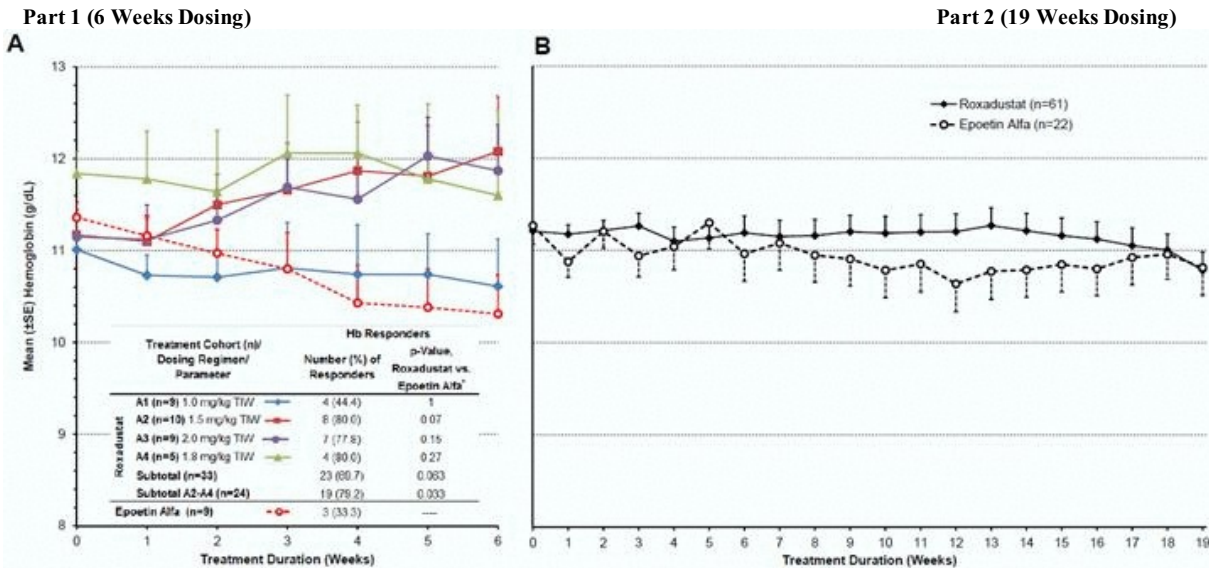 Part 1 (6 Weeks Dosing)
Part 2 (19 Weeks Dosing)
A
Mean (±SE) Hemoglobin (g/dL)
13
12
11
10
9
8
Treatment Cohort (n)/
Dosing Regimen/
Parameter
Hb Responders
Number (%) of
Responders
p-Value,
Roxadustat vs.
Epoetin Alfa*
Roxadustat
A1 (n=9) 1.0 mg/kg TIW 4 (44.4) 1
A2 (n=10) 1.5 mg/kg TIW 8 (80.0) 0.07
A3 (n=9) 2.0 mg/kg TIW 7 (77.8) 0.15
A4 (n=5) 1.8 mg/kg TIW 4 (80.0) 0.27
Subtotal (n=33) 23 (69.7) 0.063
Subtotal A2-A4 (n=24) 19 (79.2) 0.033
Epoetin Alfa (n=9) 3 (33.3) ----
0 1 2 3 4 5 6
Treatment Duration (Weeks)
B
Roxadustat (n=61)
Epoetin Alfa (n=22)
0 1 2 3 4 5 6 7 8 9 10 11 12 13 14 15 16 17 18 19
Treatment Duration (Weeks)